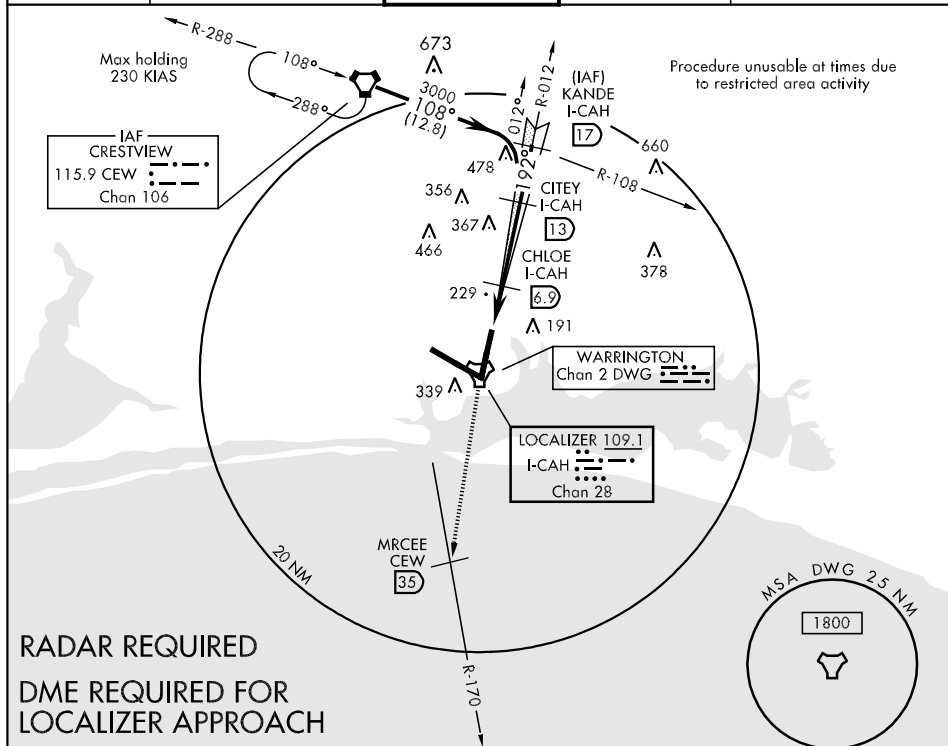 R-288
108°
288°
Max holding
230 KIAS
673
3000
108°
(12.8)
012°
R-012
(IAF)
KANDE
I-CAH
17
Procedure unusable at times due
to restricted area activity
660
R-108
IAF
CRESTVIEW
115.9 CEW
Chan 106
478
192°
356
367
466
CITEY
I-CAH
13
378
CHLOE
I-CAH
6.9
229
191
WARRINGTON
Chan 2 DWG
339
LOCALIZER 109.1
I-CAH
Chan 28
MRCEE
CEW
35
20 NM
R-170
MSA DWG 25 NM
1800
RADAR REQUIRED
DME REQUIRED FOR
LOCALIZER APPROACH